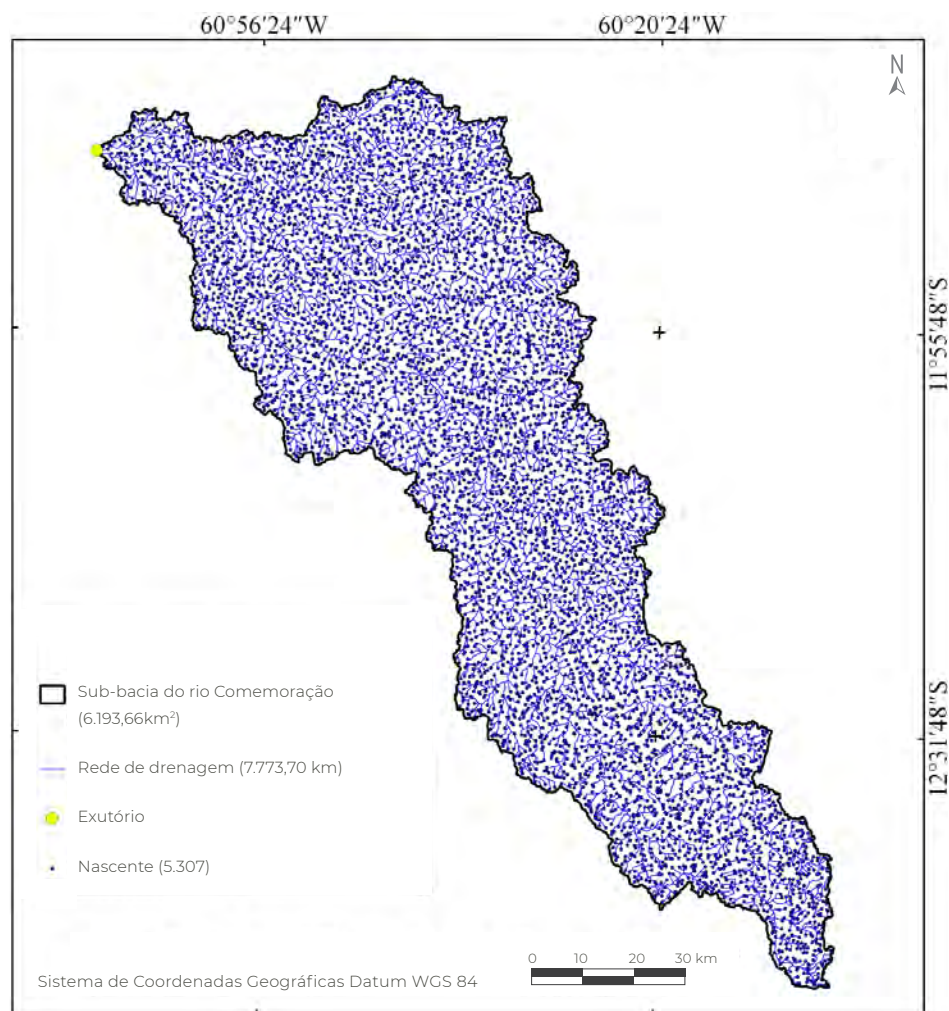 60°56'24"W
60°20'24"W
N
11°55'48"S
12°31'48"S
Sub-bacia do rio Comemoração
(6.193,66km²)
Rede de drenagem (7.773,70 km)
Exutório
Nascente (5.307)
Sistema de Coordenadas Geográficas Datum WGS 84
0 10 20 30 km